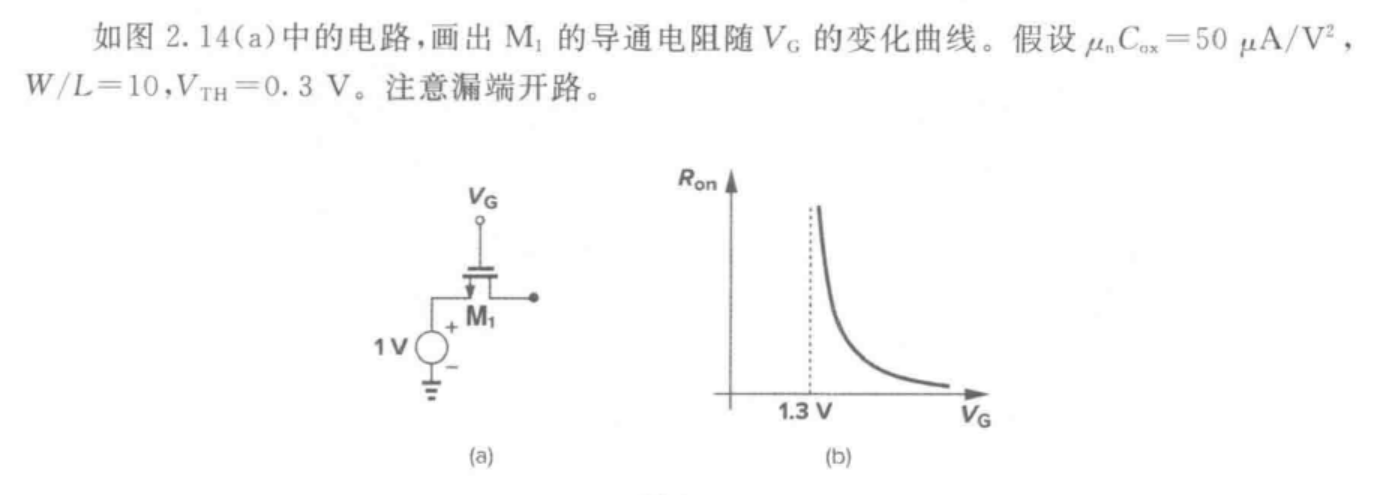 如图 2.14(a)中的电路,画出 M₁ 的导通电阻随 V_G 的变化曲线。假设 μₙCₒₓ=50 μA/V²,
W/L=10,V_TH=0.3 V。注意漏端开路。
V_G
R_on
M₁
+
1 V
−
1.3 V
V_G
(a)
(b)